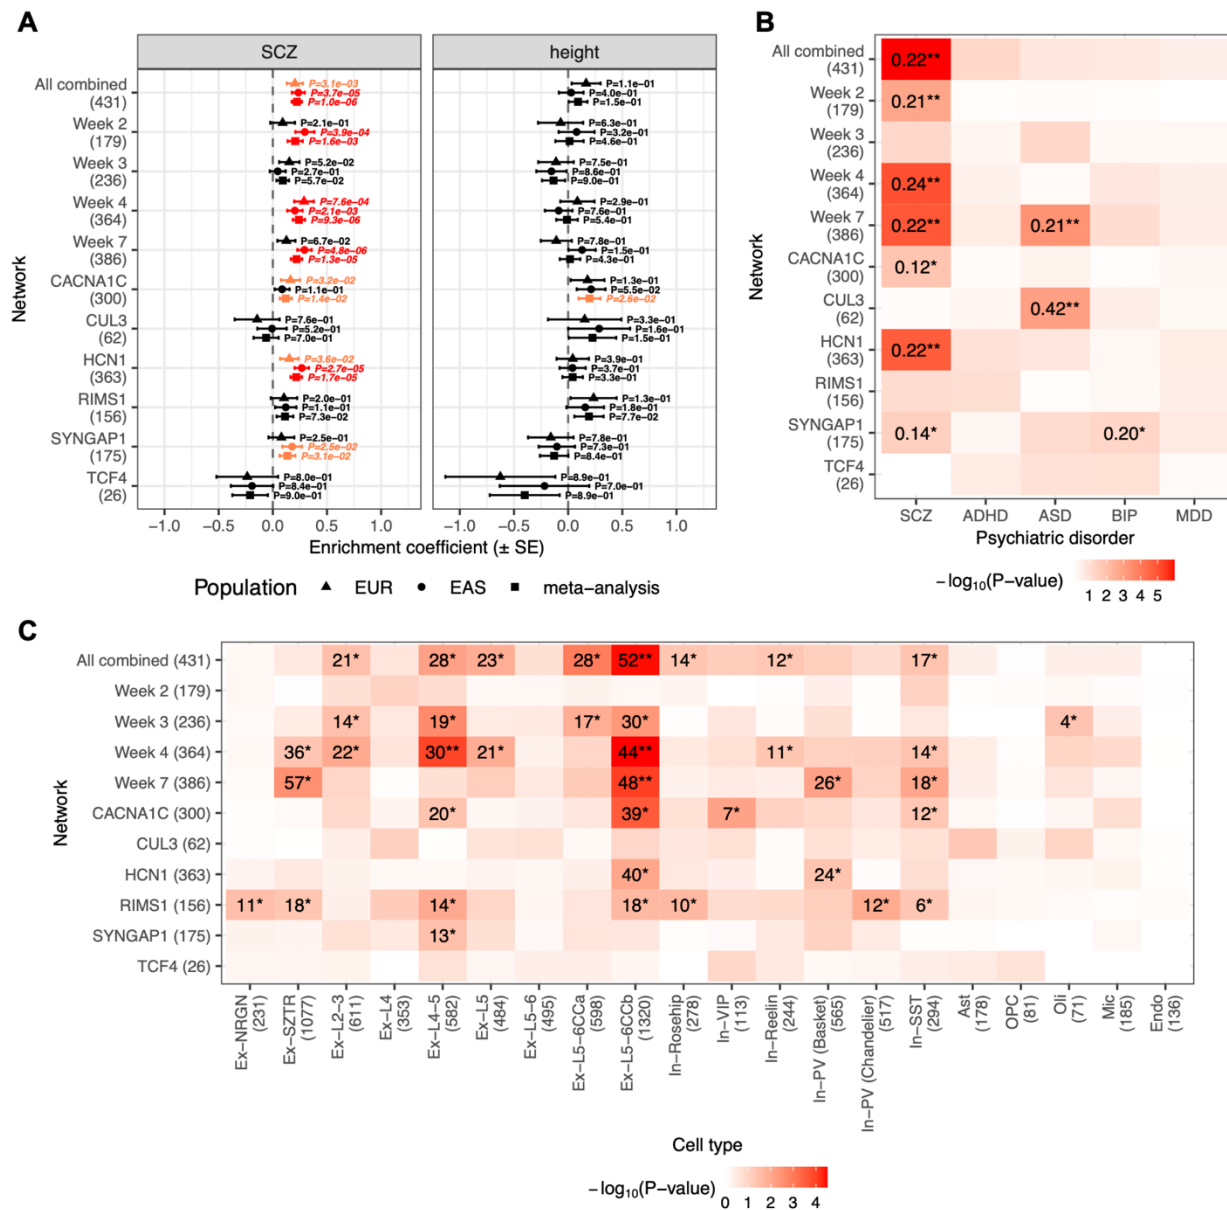 A
SCZ
height
Network
All combined
(431)
P=3.1e−03
P=3.7e−05
P=1.0e−06
P=1.1e−01
P=4.0e−01
P=1.5e−01
Week 2
(179)
P=2.1e−01
P=3.9e−04
P=1.6e−03
P=6.3e−01
P=3.2e−01
P=4.6e−01
Week 3
(236)
P=5.2e−02
P=2.7e−01
P=5.7e−02
P=7.5e−01
P=8.6e−01
P=9.0e−01
Week 4
(364)
P=7.6e−04
P=2.1e−03
P=9.3e−06
P=2.9e−01
P=7.6e−01
P=5.4e−01
Week 7
(386)
P=6.7e−02
P=4.8e−06
P=1.3e−05
P=7.8e−01
P=1.5e−01
P=4.3e−01
CACNA1C
(300)
P=3.2e−02
P=1.1e−01
P=1.4e−02
P=1.3e−01
P=5.5e−02
P=2.6e−02
CUL3
(62)
P=7.6e−01
P=5.2e−01
P=7.0e−01
P=3.3e−01
P=1.6e−01
P=1.5e−01
HCN1
(363)
P=3.6e−02
P=2.7e−05
P=1.7e−05
P=3.9e−01
P=3.7e−01
P=3.3e−01
RIMS1
(156)
P=2.0e−01
P=1.1e−01
P=7.3e−02
P=1.3e−01
P=1.8e−01
P=7.7e−02
SYNGAP1
(175)
P=2.5e−01
P=2.5e−02
P=3.1e−02
P=7.8e−01
P=7.3e−01
P=8.4e−01
TCF4
(26)
P=8.0e−01
P=8.4e−01
P=9.0e−01
P=8.9e−01
P=7.0e−01
P=8.9e−01
−1.0 −0.5 0.0 0.5 1.0 −1.0 −0.5 0.0 0.5 1.0
Enrichment coefficient (± SE)
Population EUR EAS meta−analysis
B
Network
All combined
(431)
0.22**
Week 2
(179)
0.21**
Week 3
(236)
Week 4
(364)
0.24**
Week 7
(386)
0.22** 0.21**
CACNA1C
(300)
0.12*
CUL3
(62)
0.42**
HCN1
(363)
0.22**
RIMS1
(156)
SYNGAP1
(175)
0.14* 0.20*
TCF4
(26)
SCZ ADHD ASD BIP MDD
Psychiatric disorder
−log10(P−value)
1 2 3 4 5
C
Network
All combined (431) 21* 28* 23* 28* 52** 14* 12* 17*
Week 2 (179)
Week 3 (236) 14* 19* 17* 30* 4*
Week 4 (364) 36* 22* 30** 21* 44** 11* 14*
Week 7 (386) 57* 48** 26* 18*
CACNA1C (300) 20* 39* 7* 12*
CUL3 (62)
HCN1 (363) 40* 24*
RIMS1 (156) 11* 18* 14* 18* 10* 12* 6*
SYNGAP1 (175) 13*
TCF4 (26)
Ex−NRGN
(231)
Ex−SZTR
(1077)
Ex−L2−3
(611)
Ex−L4
(353)
Ex−L4−5
(582)
Ex−L5
(484)
Ex−L5−6
(495)
Ex−L5−6CCa
(598)
Ex−L5−6CCb
(1320)
In−Rosehip
(278)
In−VIP
(113)
In−Reelin
(244)
In−PV (Basket)
(565)
In−PV (Chandelier)
(517)
In−SST
(294)
Ast
(178)
OPC
(81)
Oli
(71)
Mic
(185)
Endo
(136)
Cell type
−log10(P−value)
0 1 2 3 4